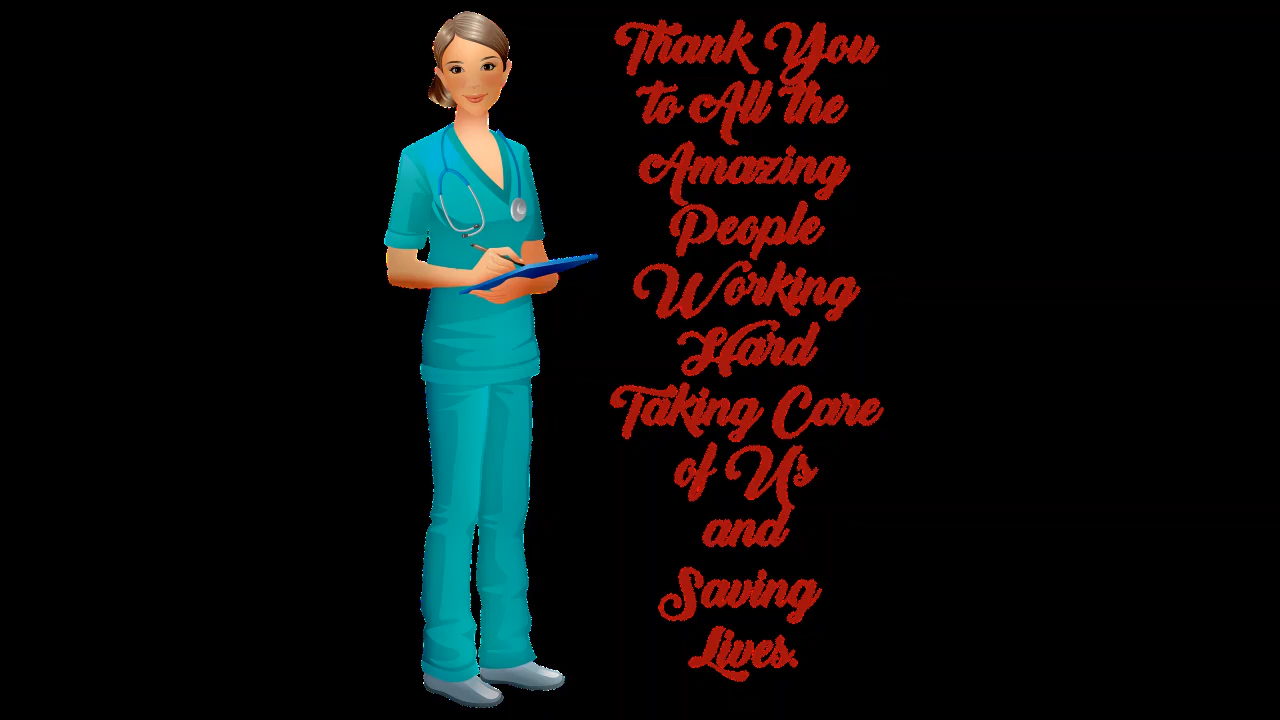 Thank You
to All the
Amazing
People
Working
Hard
Taking Care
of Us
and
Saving
Lives.